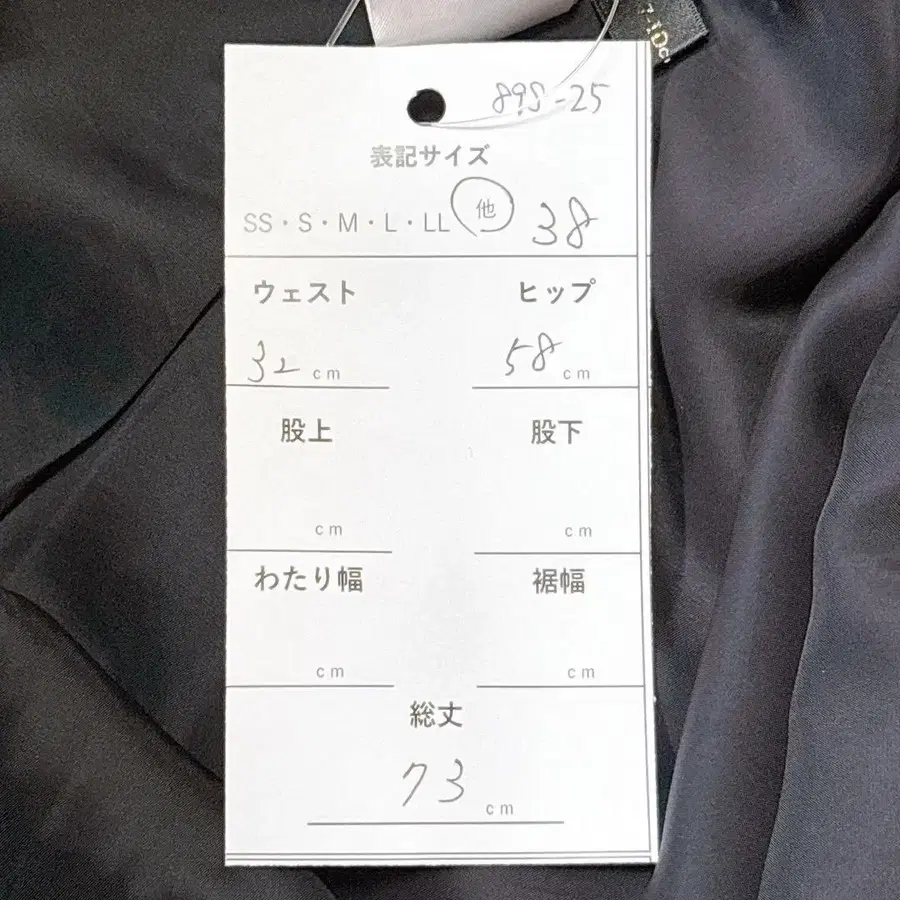 898-25
表記サイズ
SS・S・M・L・LL 他 38
ウェスト ヒップ
32 cm 58 cm
股上 股下
cm cm
わたり幅 裾幅
cm cm
総丈
73 cm